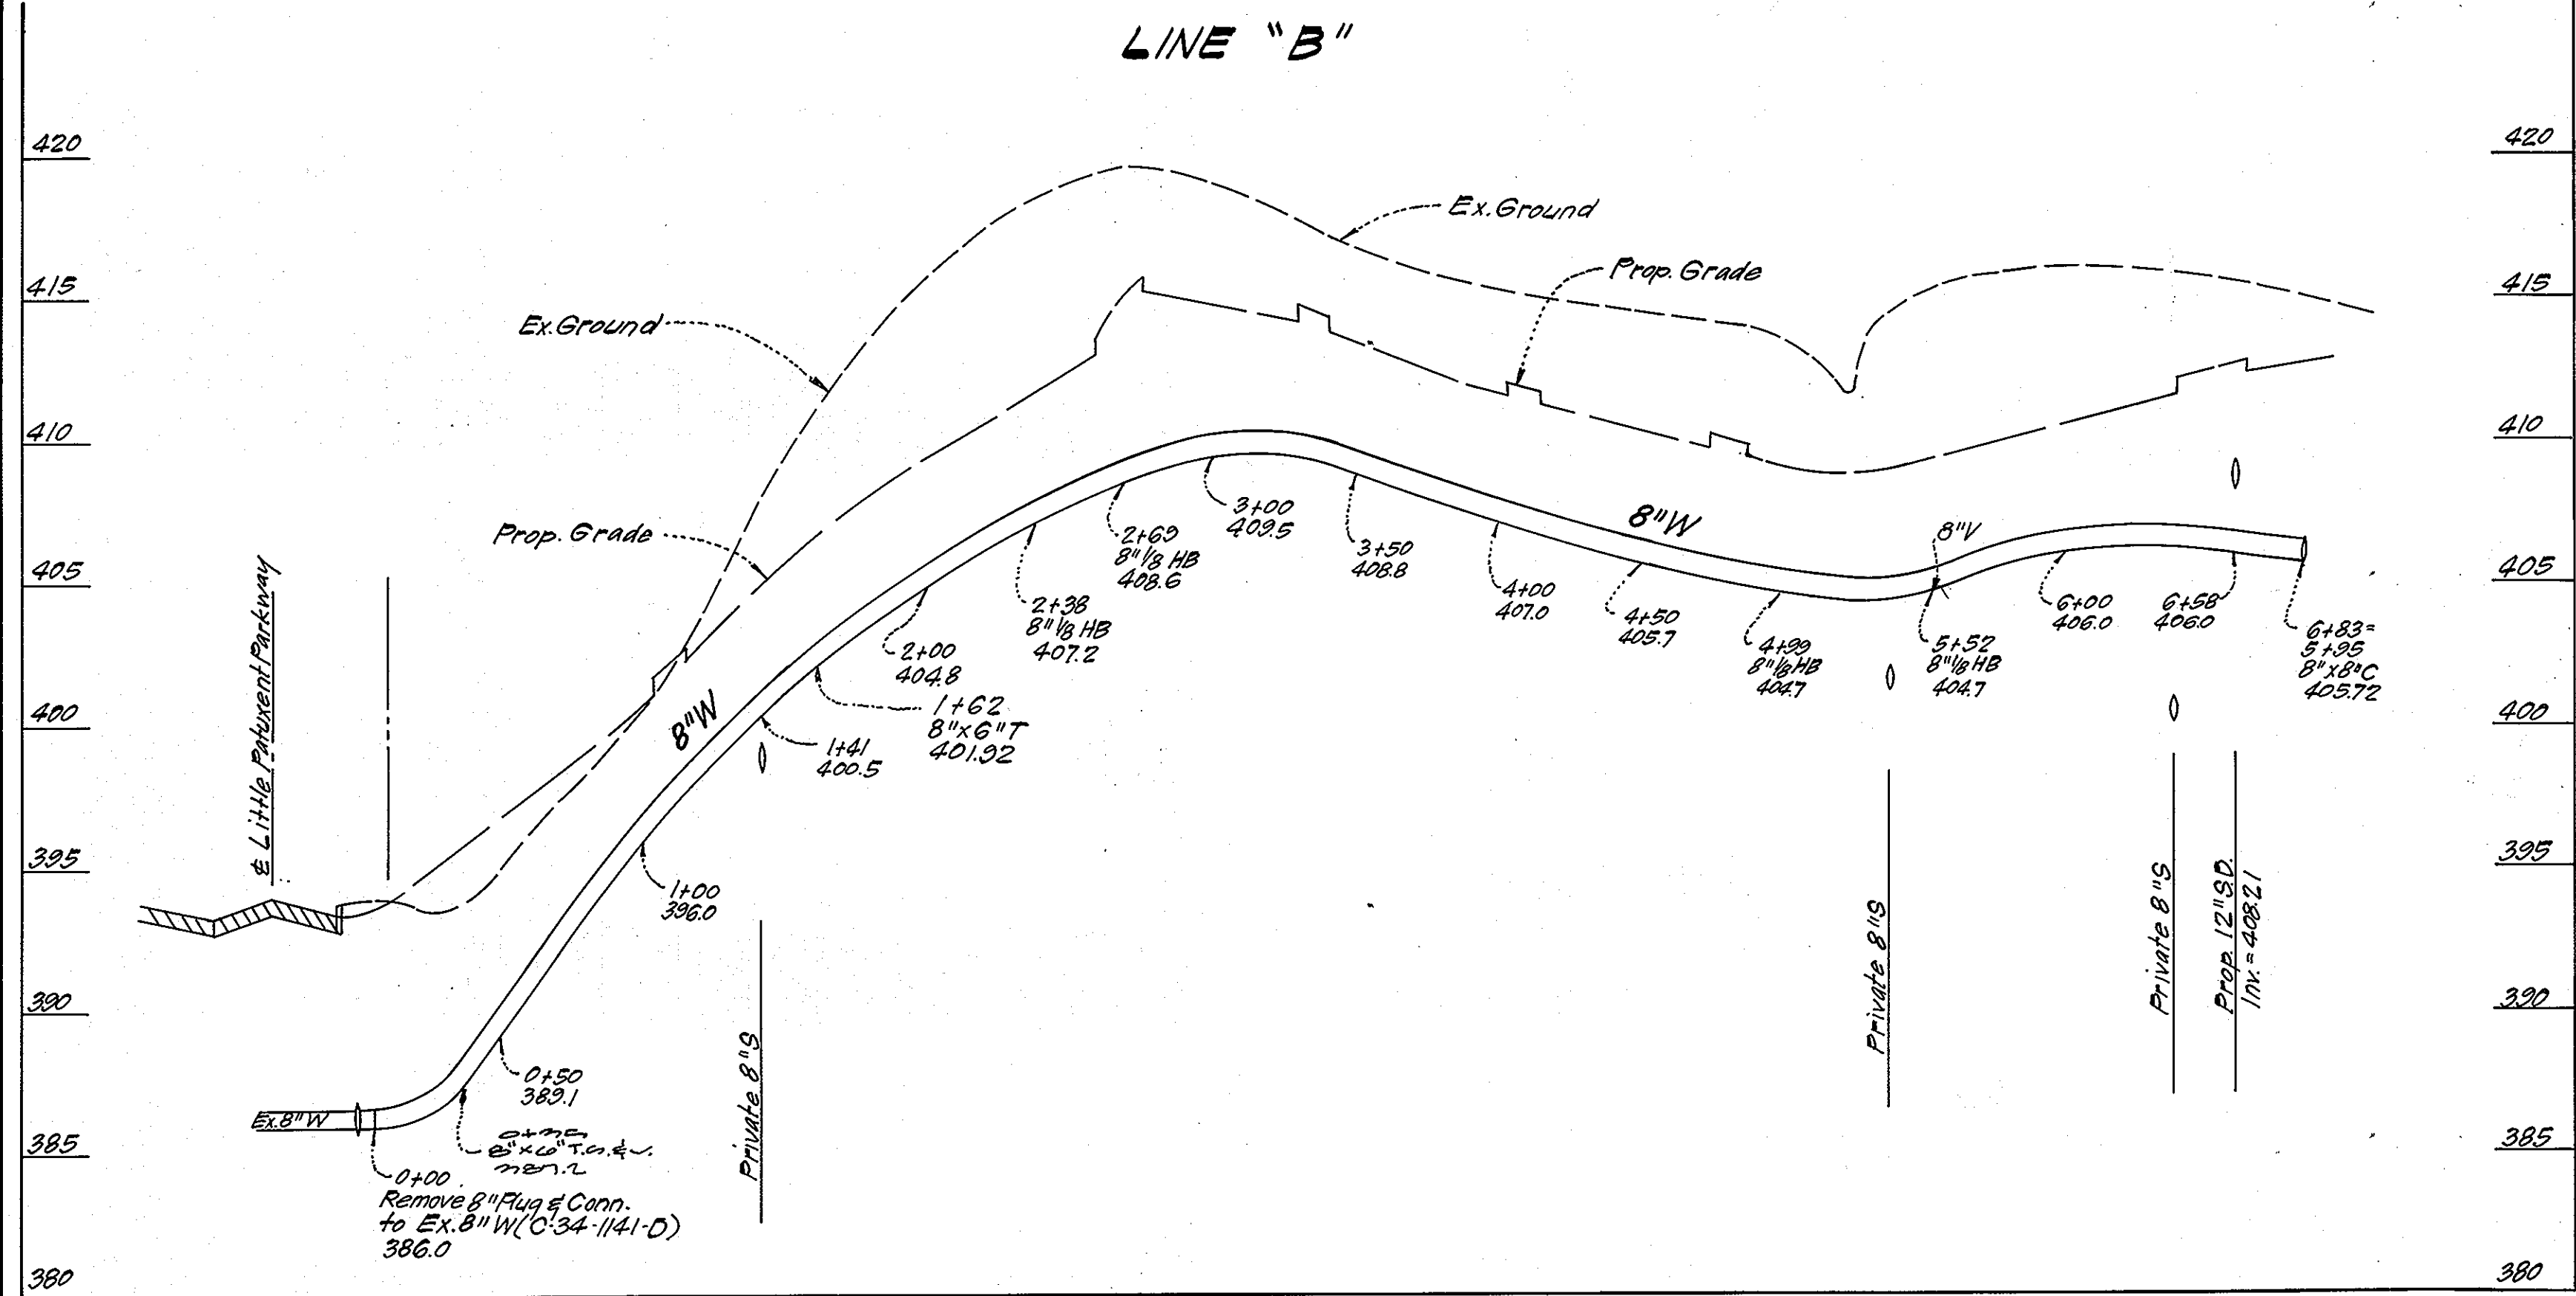 LINE "B"
420
415
410
405
400
395
390
385
380
420
415
410
405
400
395
390
385
380
Ex. Ground
Prop. Grade
Ex. Ground
Prop. Grade
℄ Little Patuxent Parkway
8"W
8"W
8"V
Ex. 8" W
0+00
Remove 8" Plug & Conn.
to Ex. 8" W (C-34-1141-D)
386.0
8"x6" T.
0+50
389.1
1+00
396.0
1+41
400.5
1+62
8"x6"T
401.92
2+00
404.8
2+38
8" 1/8 HB
407.2
2+69
8" 1/8 HB
408.6
3+00
409.5
3+50
408.8
4+00
407.0
4+50
405.7
4+99
8" 1/8 HB
404.7
5+52
8" 1/8 HB
404.7
6+00
406.0
6+58
406.0
6+83=
5+95
8"x8"C
405.72
Private 8"S
Private 8"S
Private 8"S
Prop. 12" S.D.
Inv. = 408.21